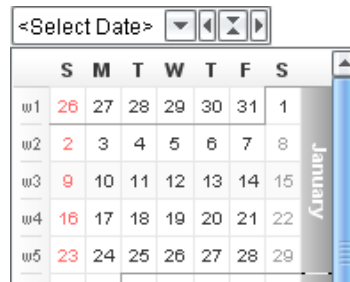 <Select Date>
S M T W T F S
w1 26 27 28 29 30 31 1
w2 2 3 4 5 6 7 8
w3 9 10 11 12 13 14 15
w4 16 17 18 19 20 21 22
w5 23 24 25 26 27 28 29
January